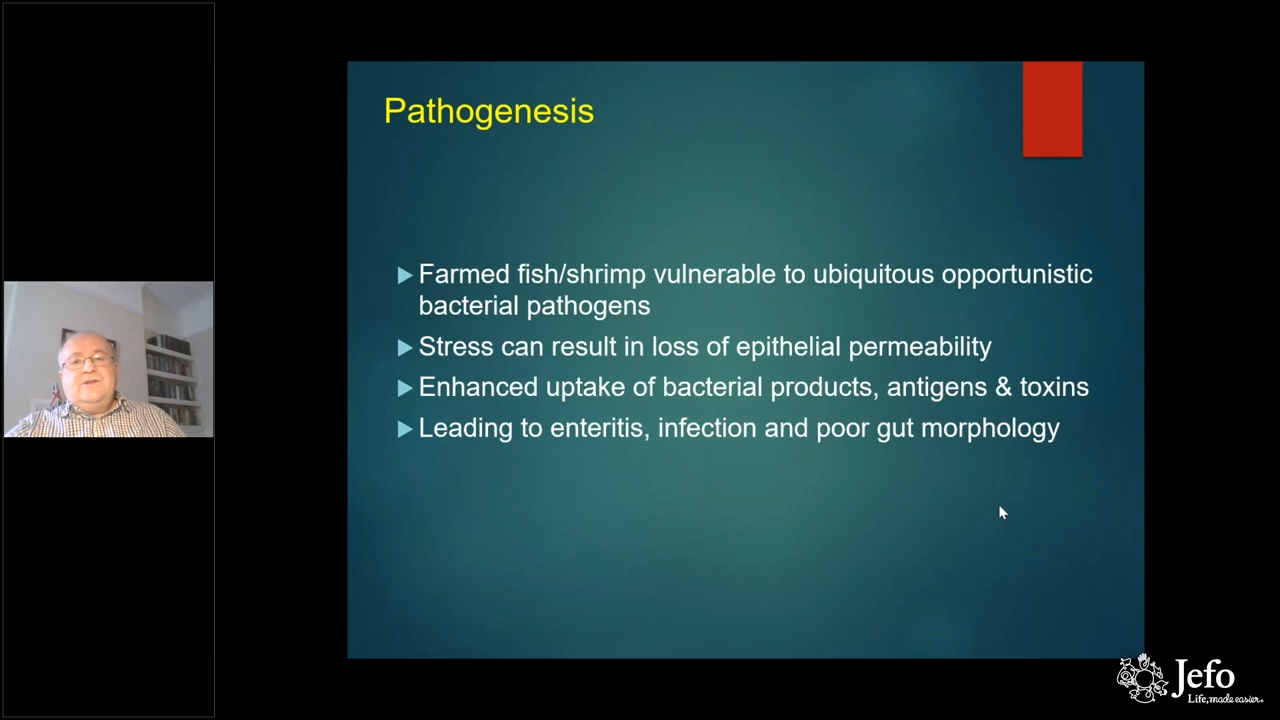 Pathogenesis
Farmed fish/shrimp vulnerable to ubiquitous opportunistic
bacterial pathogens
Stress can result in loss of epithelial permeability
Enhanced uptake of bacterial products, antigens & toxins
Leading to enteritis, infection and poor gut morphology
Jefo
Life, made easier.